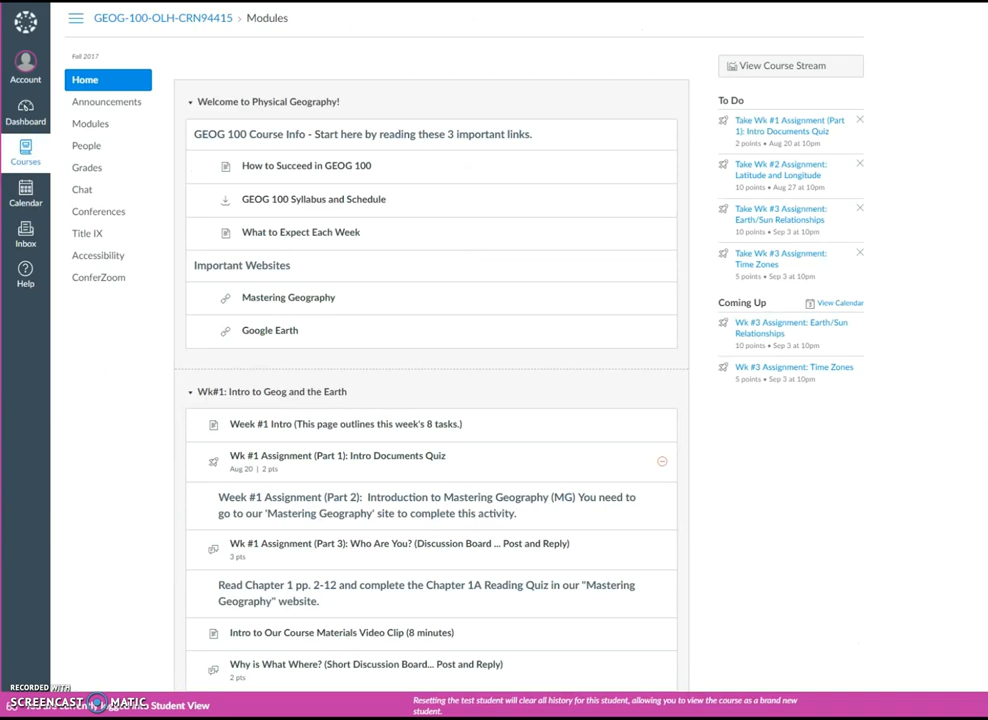 GEOG-100-OLH-CRN94415 › Modules
Account
Dashboard
Courses
Calendar
Inbox
Help
Fall 2017
Home
Announcements
Modules
People
Grades
Chat
Conferences
Title IX
Accessibility
ConferZoom
Welcome to Physical Geography!
GEOG 100 Course Info - Start here by reading these 3 important links.
How to Succeed in GEOG 100
GEOG 100 Syllabus and Schedule
What to Expect Each Week
Important Websites
Mastering Geography
Google Earth
Wk#1: Intro to Geog and the Earth
Week #1 Intro (This page outlines this week's 8 tasks.)
Wk #1 Assignment (Part 1): Intro Documents Quiz
Aug 20 | 2 pts
Week #1 Assignment (Part 2): Introduction to Mastering Geography (MG) You need to
go to our 'Mastering Geography' site to complete this activity.
Wk #1 Assignment (Part 3): Who Are You? (Discussion Board ... Post and Reply)
3 pts
Read Chapter 1 pp. 2-12 and complete the Chapter 1A Reading Quiz in our "Mastering
Geography" website.
Intro to Our Course Materials Video Clip (8 minutes)
Why is What Where? (Short Discussion Board... Post and Reply)
2 pts
View Course Stream
To Do
Take Wk #1 Assignment (Part
1): Intro Documents Quiz
2 points • Aug 20 at 10pm
Take Wk #2 Assignment:
Latitude and Longitude
10 points • Aug 27 at 10pm
Take Wk #3 Assignment:
Earth/Sun Relationships
10 points • Sep 3 at 10pm
Take Wk #3 Assignment:
Time Zones
5 points • Sep 3 at 10pm
Coming Up
View Calendar
Wk #3 Assignment: Earth/Sun
Relationships
10 points • Sep 3 at 10pm
Wk #3 Assignment: Time Zones
5 points • Sep 3 at 10pm
RECORDED WITH
SCREENCAST MATIC
into Student View
Resetting the test student will clear all history for this student, allowing you to view the course as a brand new
student.